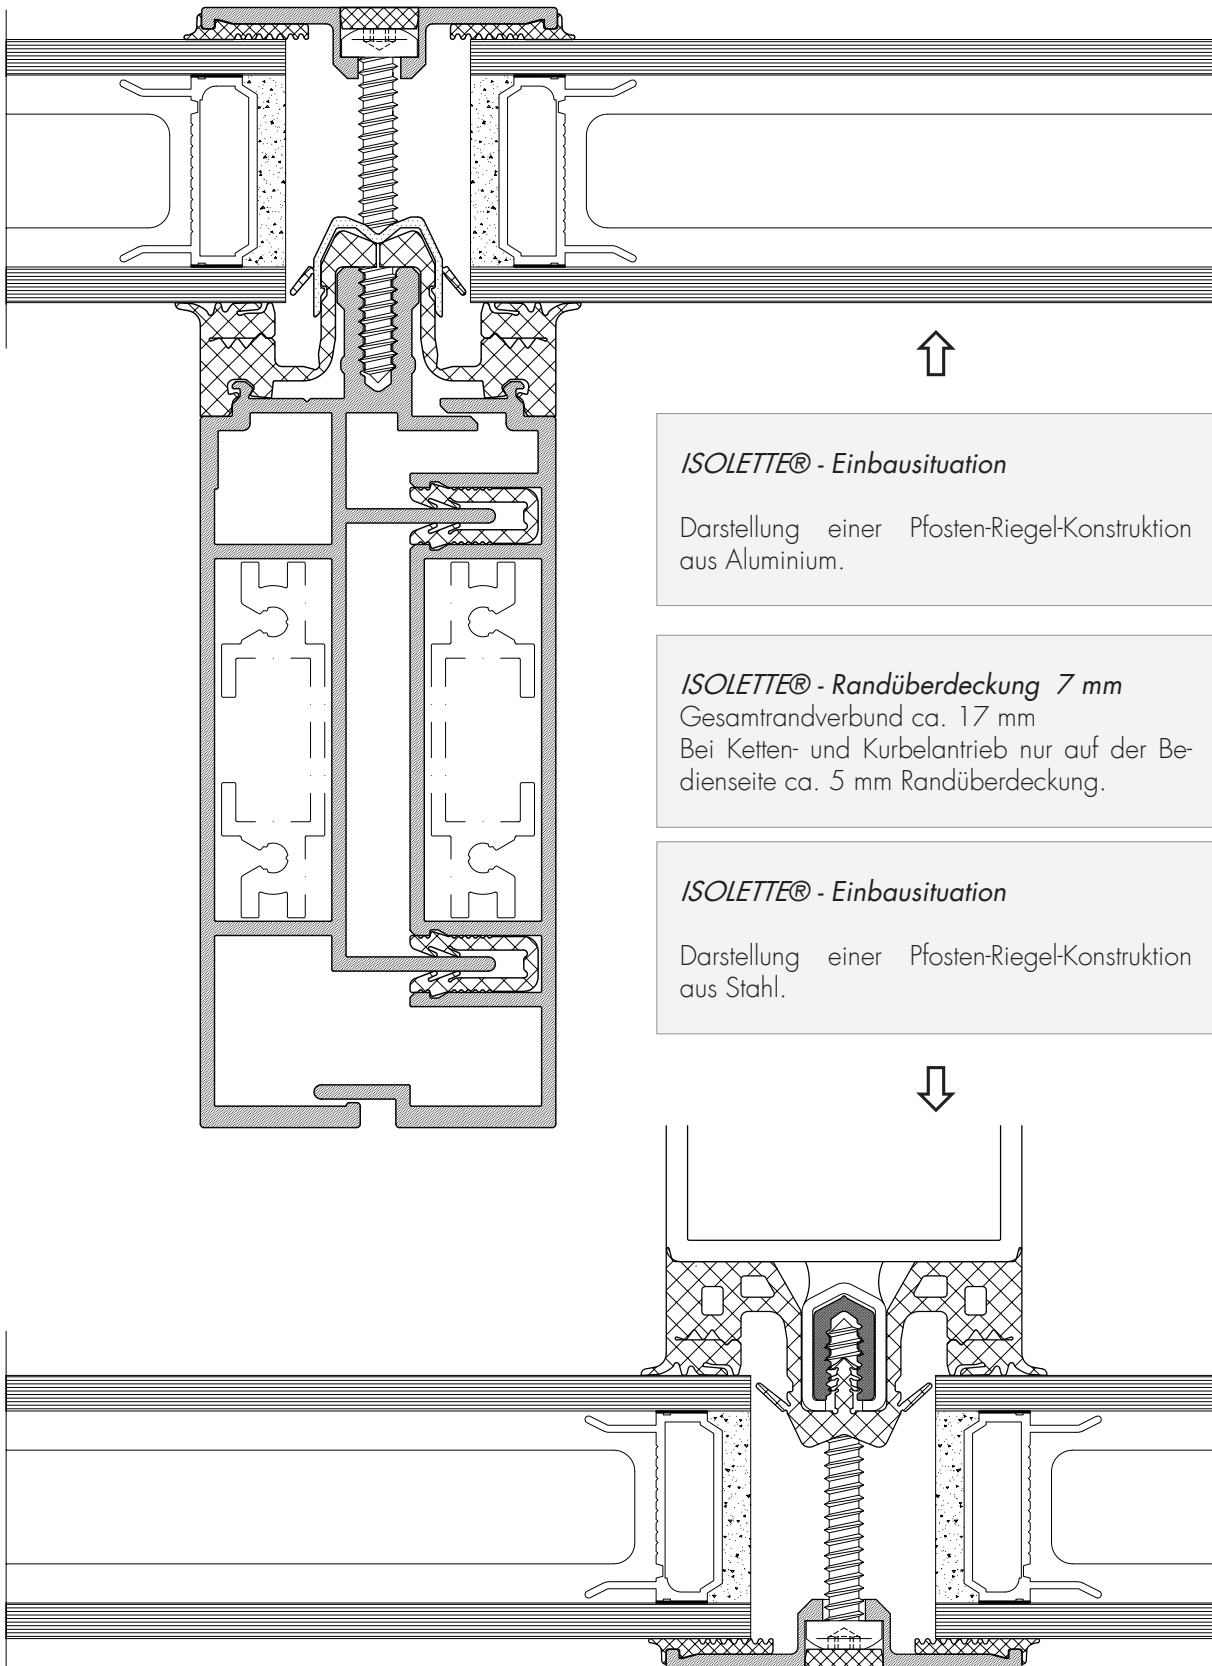 ISOLETTE® - Einbausituation
Darstellung einer Pfosten-Riegel-Konstruktion
aus Aluminium.
ISOLETTE® - Randüberdeckung 7 mm
Gesamtrandverbund ca. 17 mm
Bei Ketten- und Kurbelantrieb nur auf der Be-
dienseite ca. 5 mm Randüberdeckung.
ISOLETTE® - Einbausituation
Darstellung einer Pfosten-Riegel-Konstruktion
aus Stahl.